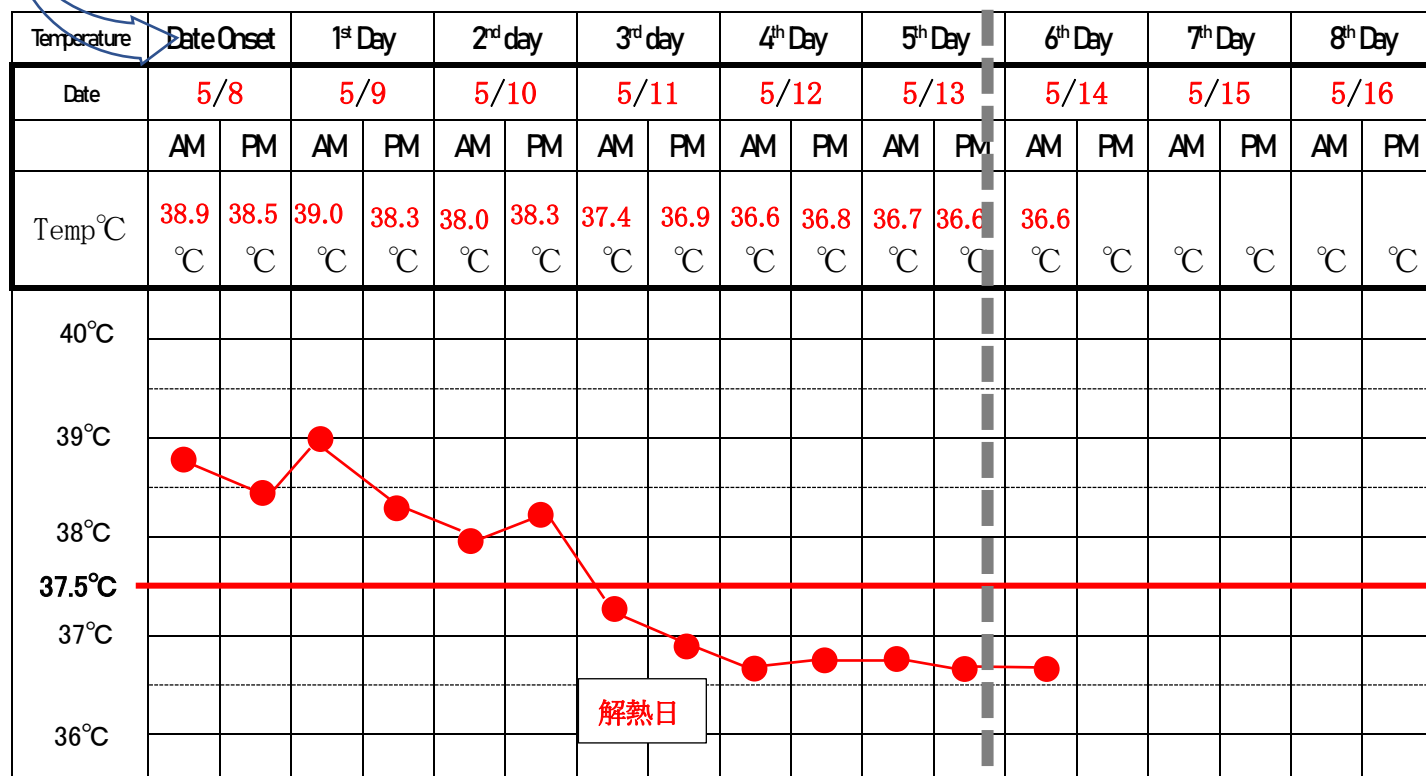 Temperature Date Onset 1st Day 2nd day 3rd day 4th Day 5th Day 6th Day 7th Day 8th Day
Date 5/8 5/9 5/10 5/11 5/12 5/13 5/14 5/15 5/16
AM PM AM PM AM PM AM PM AM PM AM PM AM PM AM PM AM PM
Temp℃ 38.9 38.5 39.0 38.3 38.0 38.3 37.4 36.9 36.6 36.8 36.7 36.6 36.6
℃ ℃ ℃ ℃ ℃ ℃ ℃ ℃ ℃ ℃ ℃ ℃ ℃ ℃ ℃ ℃ ℃ ℃
40℃
39℃
38℃
37.5℃
37℃
解熱日
36℃